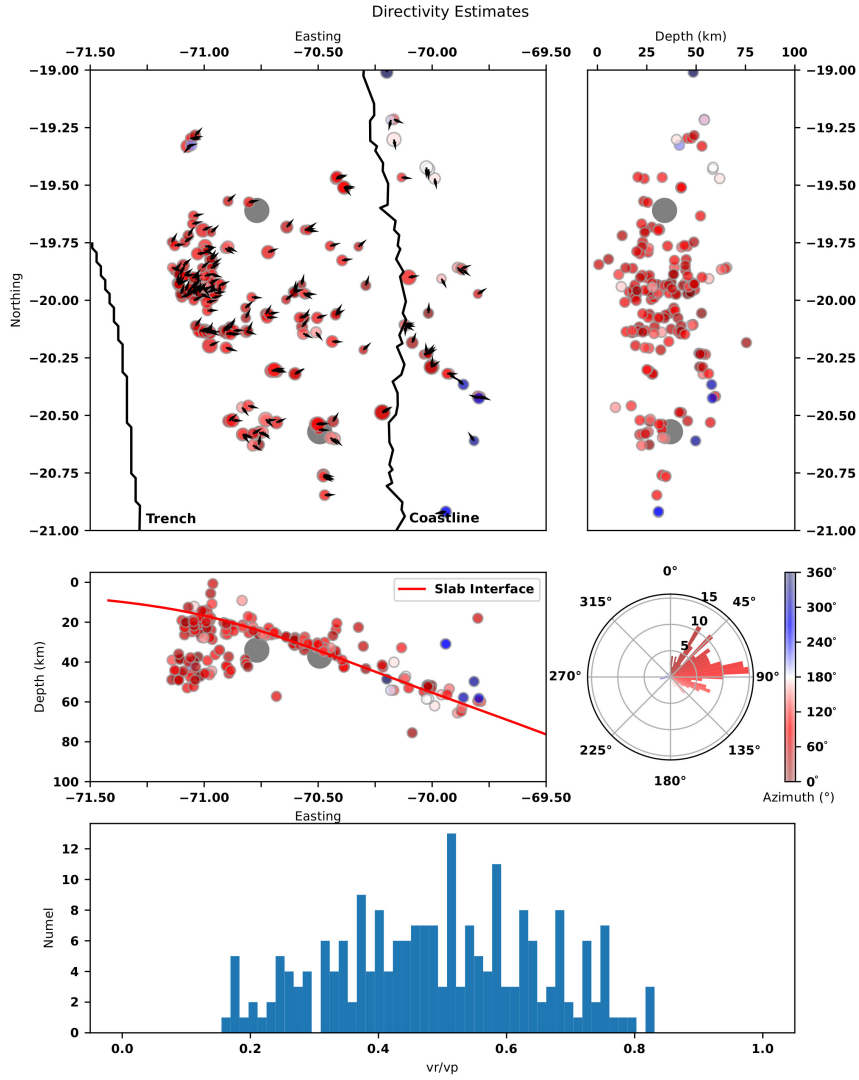 Directivity Estimates
Easting
Depth (km)
−71.50 −71.00 −70.50 −70.00 −69.50
0 25 50 75 100
−19.00 −19.00
−19.25 −19.25
−19.50 −19.50
−19.75 −19.75
−20.00 −20.00
−20.25 −20.25
−20.50 −20.50
−20.75 −20.75
−21.00 −21.00
Northing
Trench
Coastline
0
20
40
60
80
100
Depth (km)
Slab Interface
−71.50 −71.00 −70.50 −70.00 −69.50
Easting
0°
45°
90°
135°
180°
225°
270°
315°
5
10
15
360°
300°
240°
180°
120°
60°
0°
Azimuth (°)
12
10
8
6
4
2
0
Numel
0.0 0.2 0.4 0.6 0.8 1.0
vr/vp